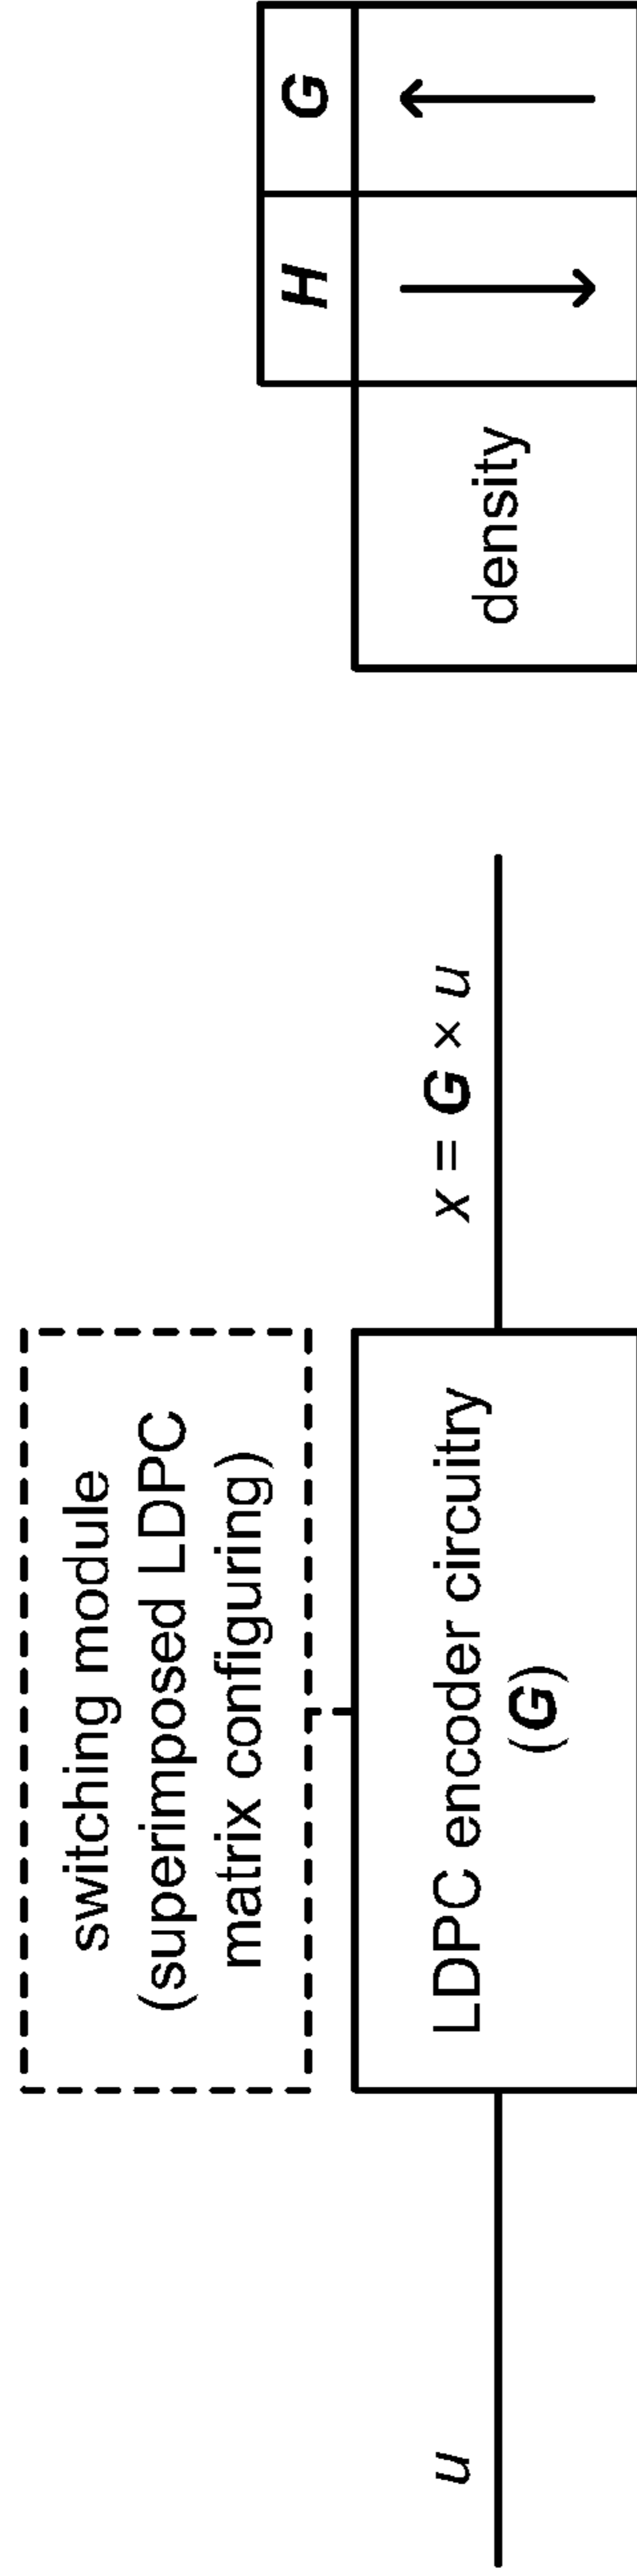 switching module
(superimposed LDPC
matrix configuring)
u
LDPC encoder circuitry
(G)
x = G × u
H G
density